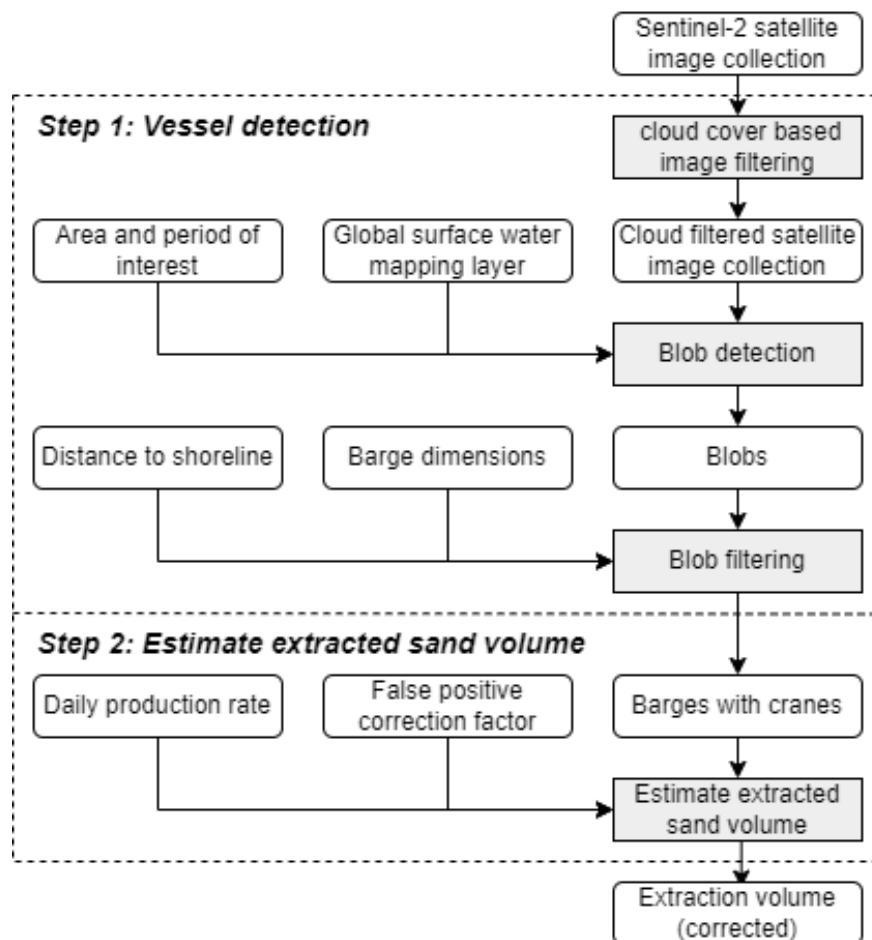 Sentinel-2 satellite
image collection
Step 1: Vessel detection
cloud cover based
image filtering
Area and period of
interest
Global surface water
mapping layer
Cloud filtered satellite
image collection
Blob detection
Distance to shoreline
Barge dimensions
Blobs
Blob filtering
Step 2: Estimate extracted sand volume
Daily production rate
False positive
correction factor
Barges with cranes
Estimate extracted
sand volume
Extraction volume
(corrected)